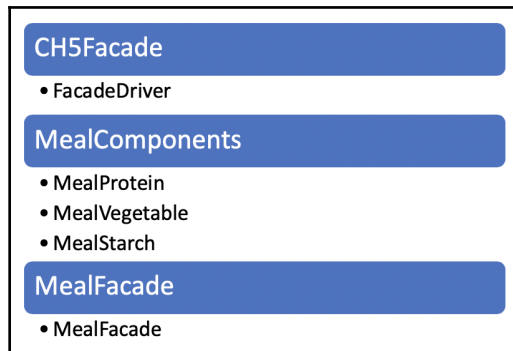 CH5Facade
• FacadeDriver
MealComponents
• MealProtein
• MealVegetable
• MealStarch
MealFacade
• MealFacade